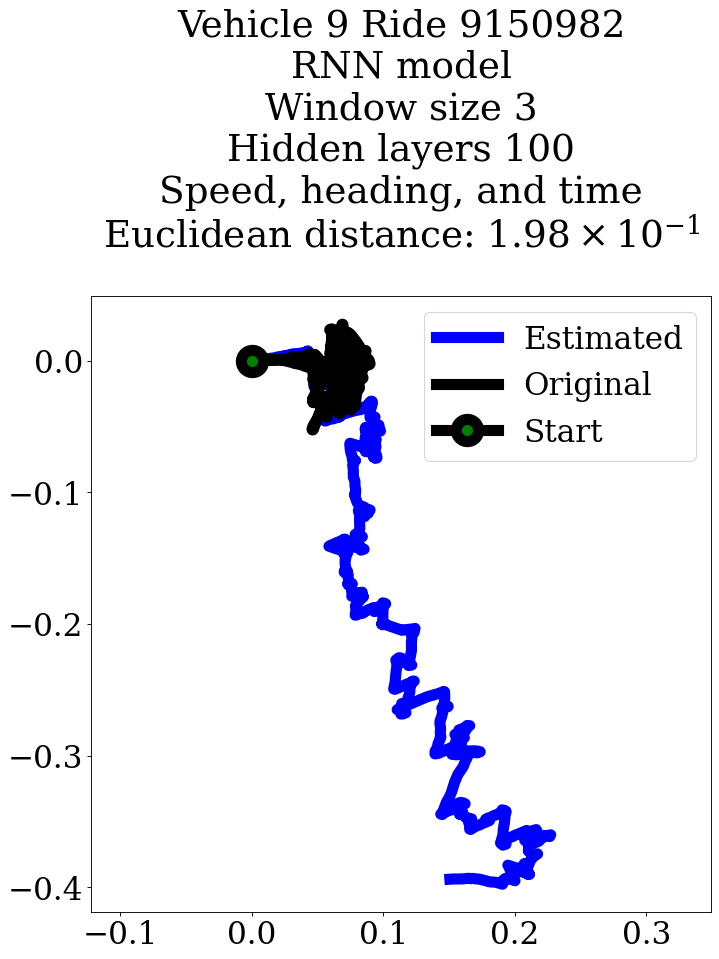 Vehicle 9 Ride 9150982
RNN model
Window size 3
Hidden layers 100
Speed, heading, and time
Euclidean distance: 1.98 × 10⁻¹
Estimated
Original
Start
0.0
−0.1
−0.2
−0.3
−0.4
−0.1 0.0 0.1 0.2 0.3